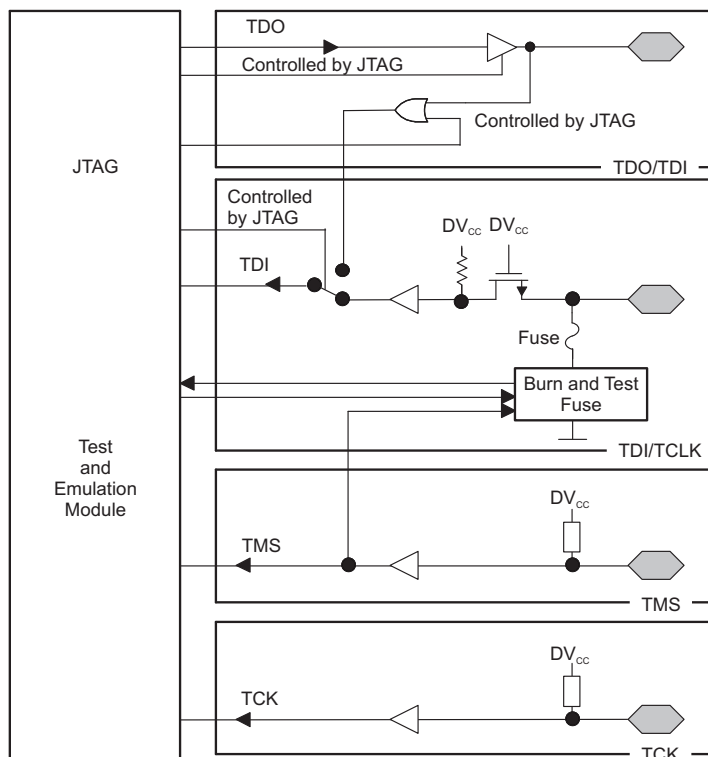 TDO
Controlled by JTAG
Controlled by JTAG
TDO/TDI
JTAG
Controlled
by JTAG
TDI
DVCC
DVCC
Fuse
Burn and Test
Fuse
TDI/TCLK
Test
and
Emulation
Module
TMS
DVCC
TMS
TCK
DVCC
TCK